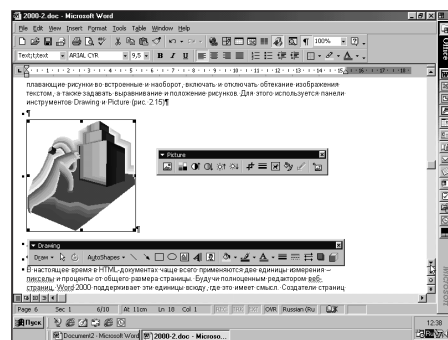 2000-2.doc - Microsoft Word
File Edit View Insert Format Tools Table Window Help
Text;t;text ARIAL CYR 9,5 100%
плавающие рисунки во встроенные и наоборот, включать и отключать обтекание изображения
текстом, а также задавать выравнивание и положение рисунков. Для этого используется панели
инструментов Drawing и Picture (рис. 2.15)¶
Picture
Drawing
Draw AutoShapes
В настоящее время в HTML-документах чаще всего применяются две единицы измерения –
пикселы и проценты от общего размера страницы. Будучи полноценным редактором веб-
страниц, Word 2000 поддерживает эти единицы всюду, где это имеет смысл. Создатели страниц
Page 6 Sec 1 6/10 At 11cm Ln 18 Col 1 REC TRK EXT OVR Russian (Ru
Пуск 12:38
Document2 - Microsoft Word 2000-2.doc - Microso...
Office
Microsoft